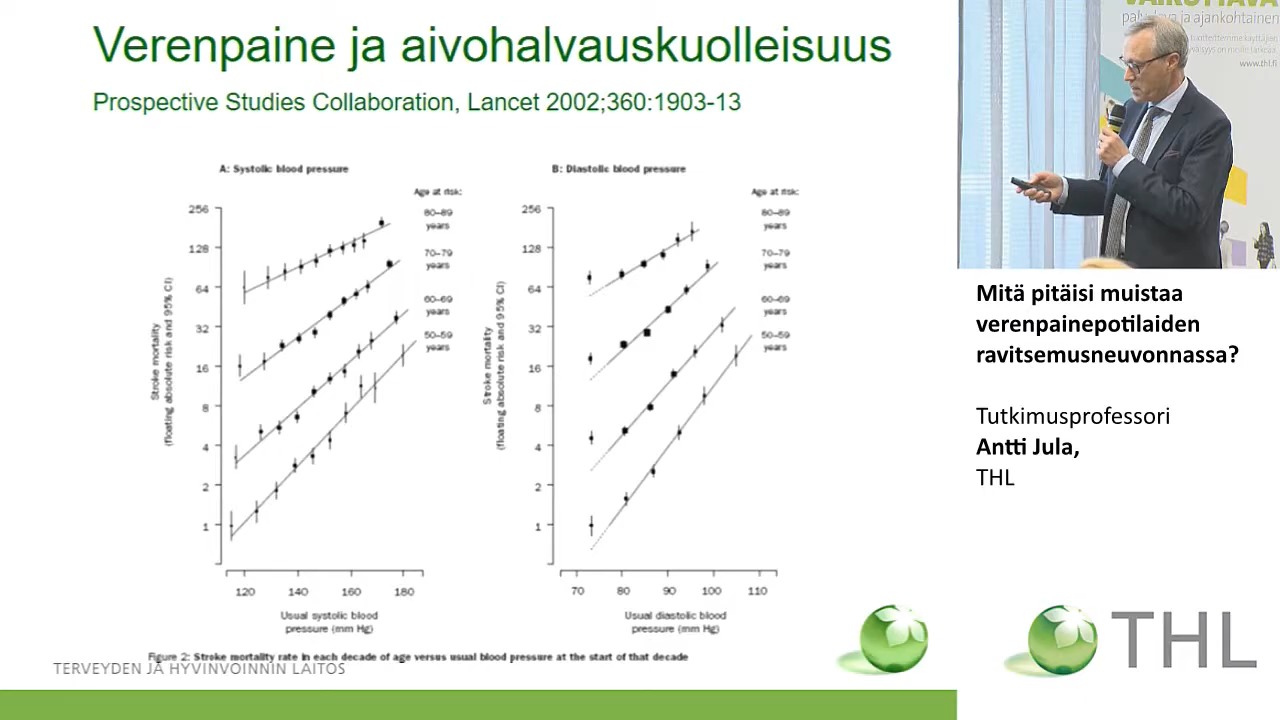 Verenpaine ja aivohalvauskuolleisuus
Prospective Studies Collaboration, Lancet 2002;360:1903-13
A: Systolic blood pressure
Age at risk:
256
128
64
32
16
8
4
2
1
80–89
years
70–79
years
60–69
years
50–59
years
Stroke mortality
(floating absolute risk and 95% CI)
120
140
160
180
Usual systolic blood
pressure (mm Hg)
B: Diastolic blood pressure
Age at risk:
256
128
64
32
16
8
4
2
1
80–89
years
70–79
years
60–69
years
50–59
years
Stroke mortality
(floating absolute risk and 95% CI)
70
80
90
100
110
Usual diastolic blood
pressure (mm Hg)
Figure 2: Stroke mortality rate in each decade of age versus usual blood pressure at the start of that decade
TERVEYDEN JA HYVINVOINNIN LAITOS
palvelun ja ajankohtainen
www.thl.fi
Mitä pitäisi muistaa
verenpainepotilaiden
ravitsemusneuvonnassa?
Tutkimusprofessori
Antti Jula,
THL
THL